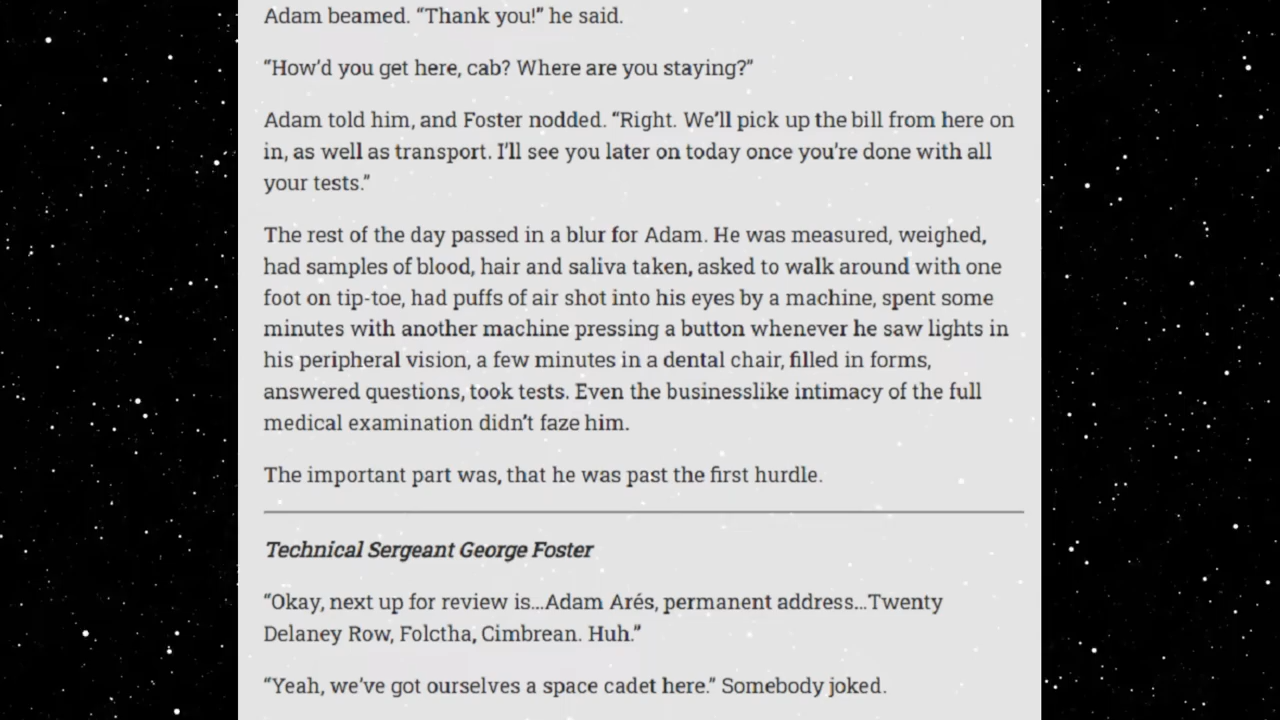 Adam beamed. “Thank you!” he said.
“How’d you get here, cab? Where are you staying?”
Adam told him, and Foster nodded. “Right. We’ll pick up the bill from here on
in, as well as transport. I’ll see you later on today once you’re done with all
your tests.”
The rest of the day passed in a blur for Adam. He was measured, weighed,
had samples of blood, hair and saliva taken, asked to walk around with one
foot on tip-toe, had puffs of air shot into his eyes by a machine, spent some
minutes with another machine pressing a button whenever he saw lights in
his peripheral vision, a few minutes in a dental chair, filled in forms,
answered questions, took tests. Even the businesslike intimacy of the full
medical examination didn’t faze him.
The important part was, that he was past the first hurdle.
Technical Sergeant George Foster
“Okay, next up for review is…Adam Arés, permanent address…Twenty
Delaney Row, Folctha, Cimbrean. Huh.”
“Yeah, we’ve got ourselves a space cadet here.” Somebody joked.